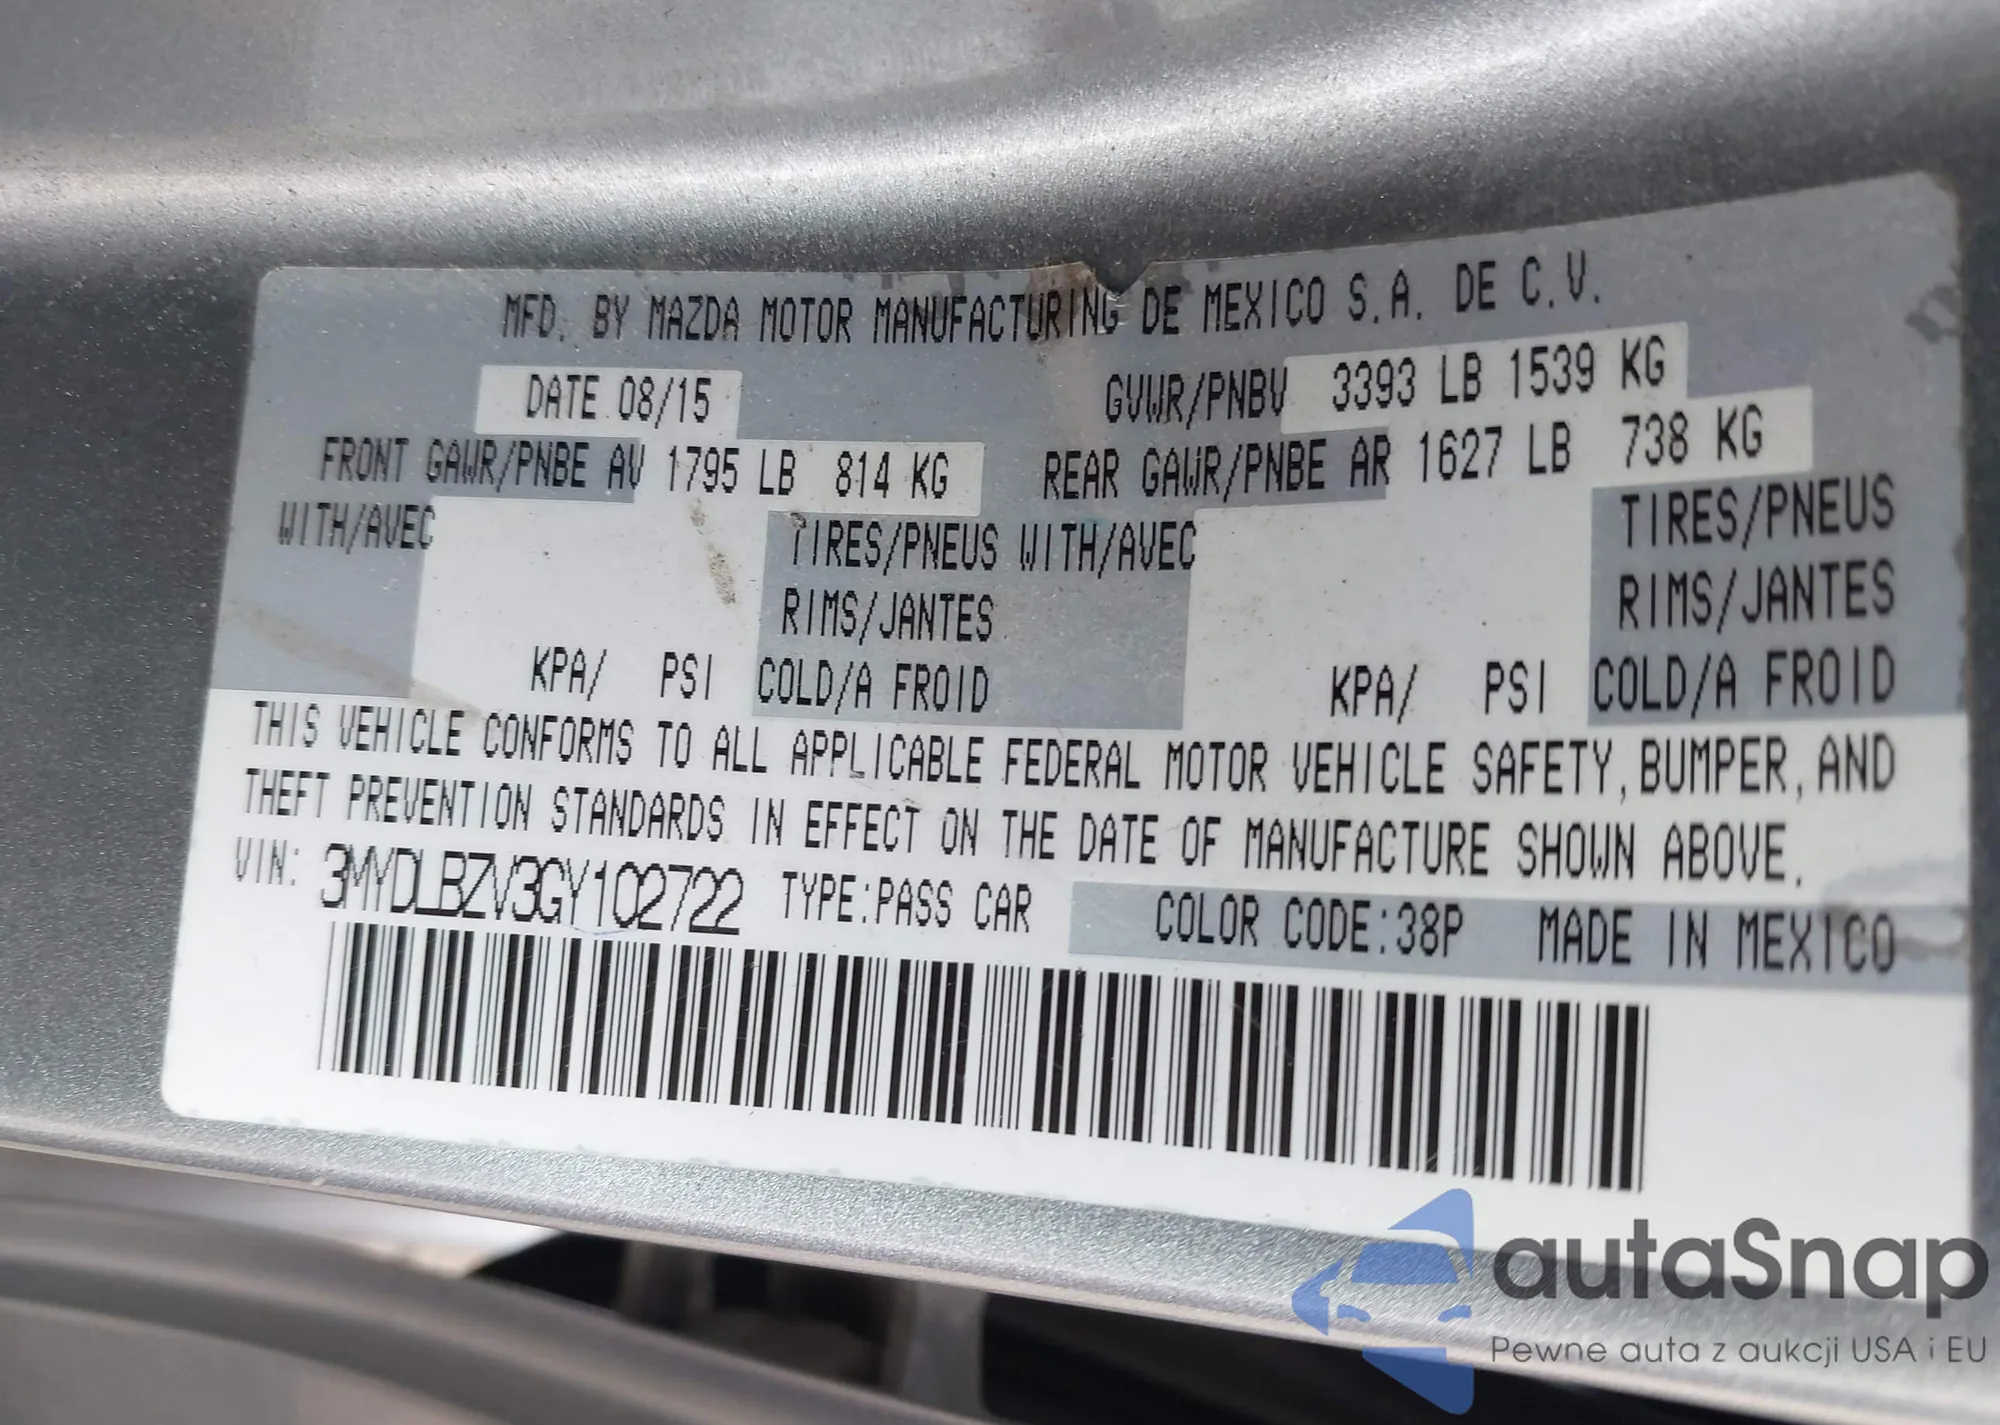 MFD. BY MAZDA MOTOR MANUFACTURING DE MEXICO S.A. DE C.V.
DATE 08/15 GVWR/PNBV 3393 LB 1539 KG
FRONT GAWR/PNBE AV 1795 LB 814 KG REAR GAWR/PNBE AR 1627 LB 738 KG
WITH/AVEC TIRES/PNEUS WITH/AVEC TIRES/PNEUS
RIMS/JANTES RIMS/JANTES
KPA/ PSI COLD/A FROID KPA/ PSI COLD/A FROID
THIS VEHICLE CONFORMS TO ALL APPLICABLE FEDERAL MOTOR VEHICLE SAFETY, BUMPER, AND
THEFT PREVENTION STANDARDS IN EFFECT ON THE DATE OF MANUFACTURE SHOWN ABOVE.
VIN: 3MYDLBZV3GY102722 TYPE:PASS CAR COLOR CODE:38P MADE IN MEXICO
autaSnap
Pewne auta z aukcji USA i EU